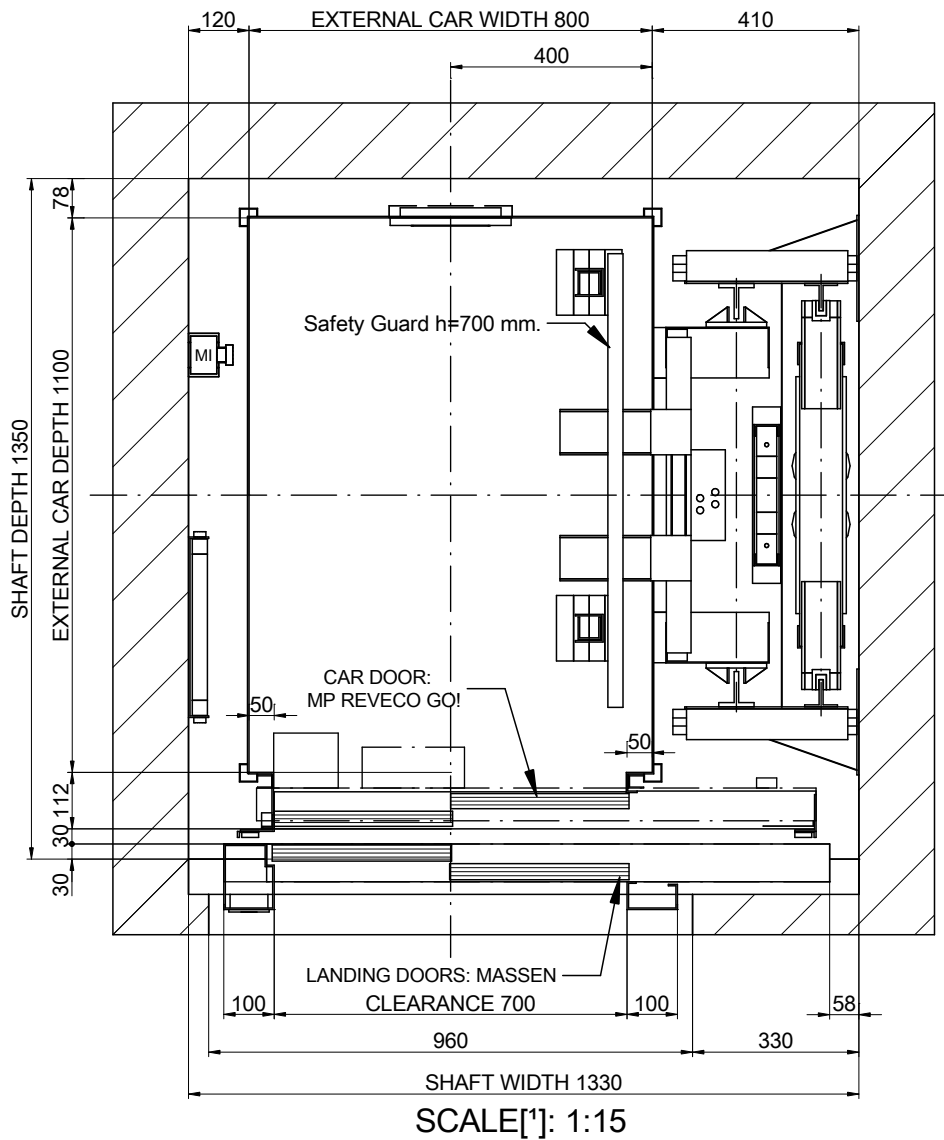 120
EXTERNAL CAR WIDTH 800
410
400
78
Safety Guard h=700 mm.
MI
SHAFT DEPTH 1350
EXTERNAL CAR DEPTH 1100
CAR DOOR:
MP REVECO GO!
50
50
112
30
30
LANDING DOORS: MASSEN
100
CLEARANCE 700
100
58
960
330
SHAFT WIDTH 1330
SCALE[¹]: 1:15